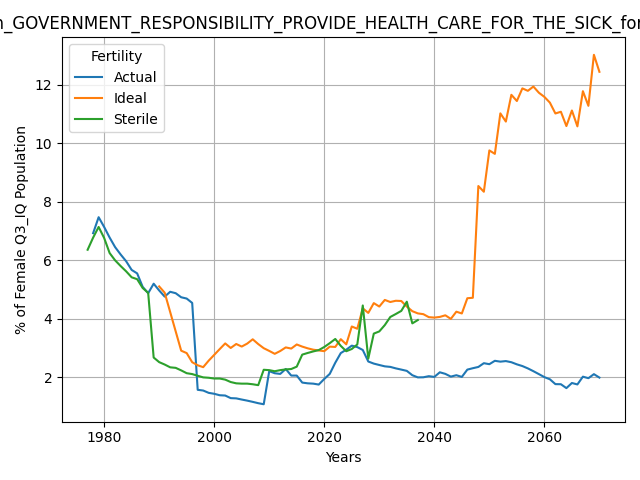 GOVERNMENT_RESPONSIBILITY_PROVIDE_HEALTH_CARE_FOR_THE_SICK_for
Fertility
Actual
Ideal
Sterile
% of Female Q3_IQ Population
12
10
8
6
4
2
1980 2000 2020 2040 2060
Years